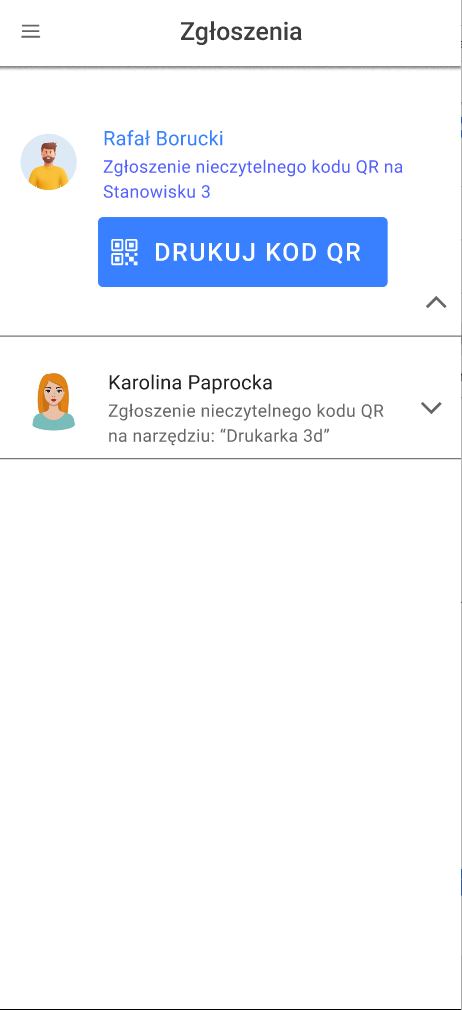 Zgłoszenia
Rafał Borucki
Zgłoszenie nieczytelnego kodu QR na
Stanowisku 3
DRUKUJ KOD QR
Karolina Paprocka
Zgłoszenie nieczytelnego kodu QR
na narzędziu: “Drukarka 3d”